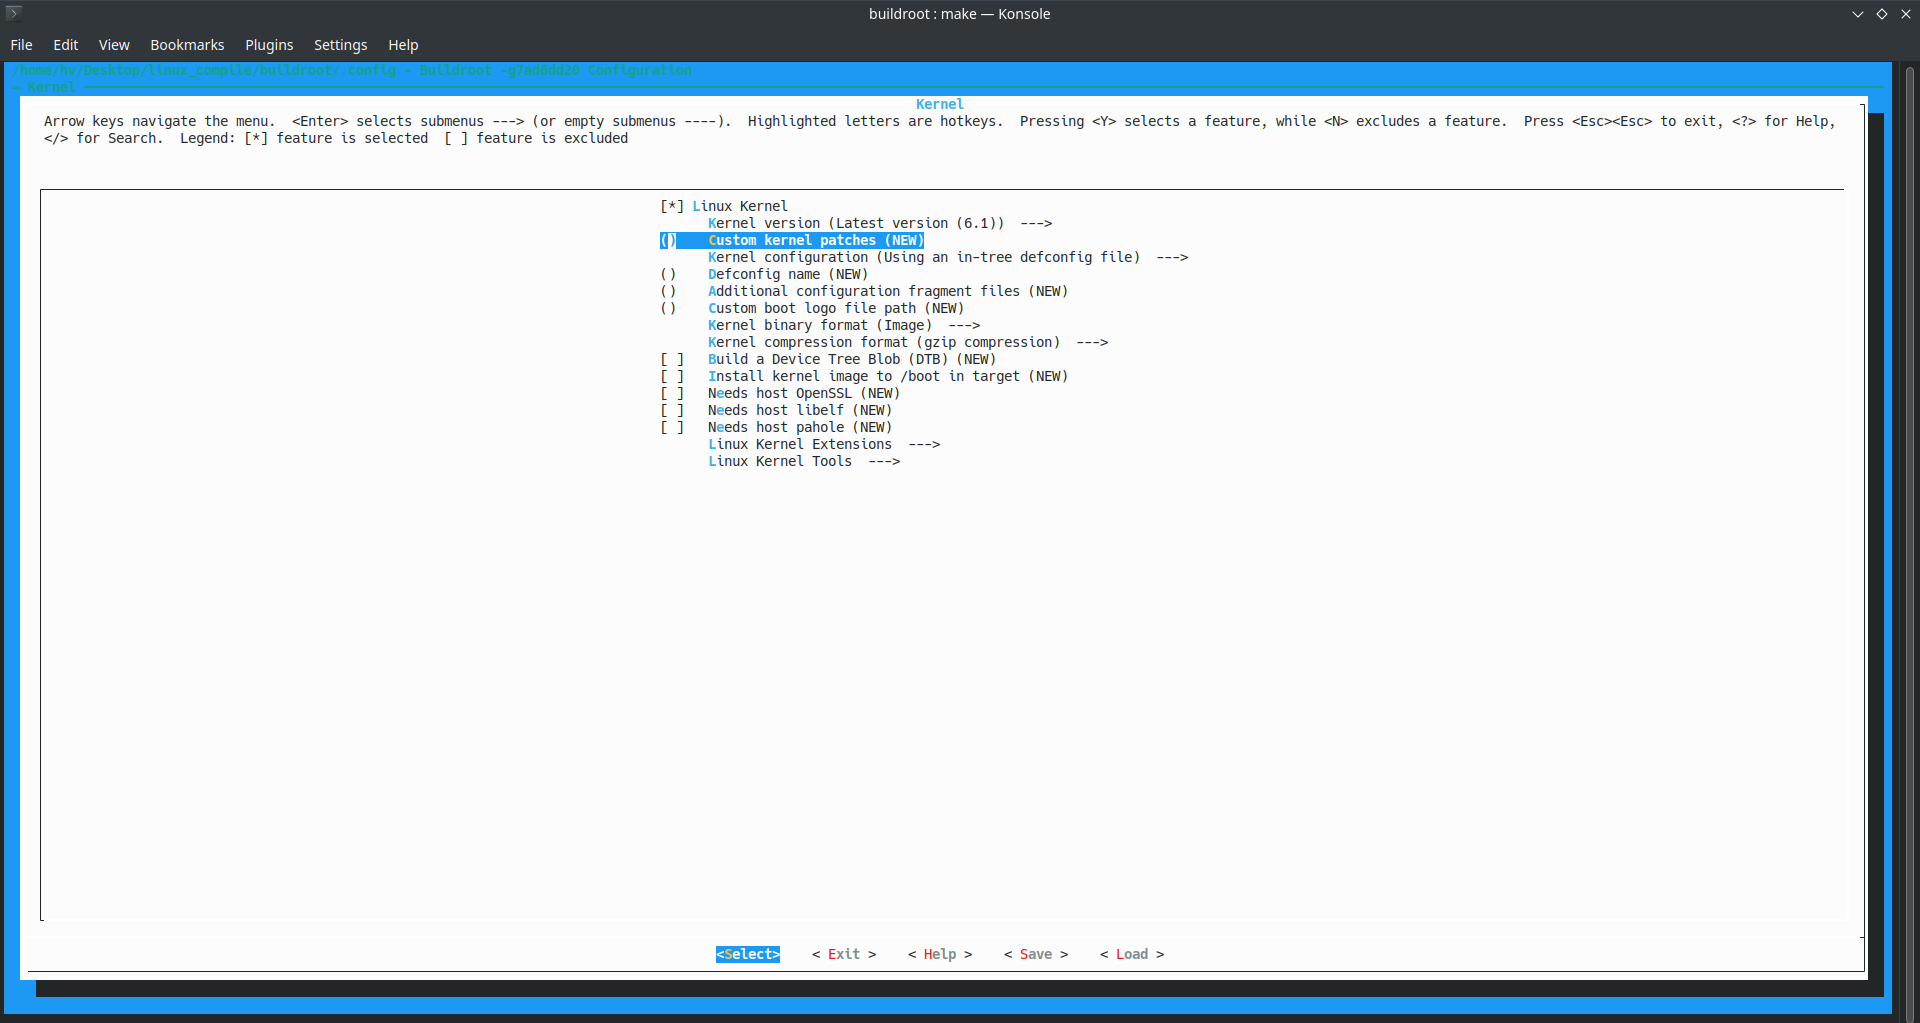 buildroot : make — Konsole
File Edit View Bookmarks Plugins Settings Help
/home/hv/Desktop/linux_compile/buildroot/.config - Buildroot -g7ad6dd20 Configuration
→ Kernel
Kernel
Arrow keys navigate the menu.  <Enter> selects submenus ---> (or empty submenus ----).  Highlighted letters are hotkeys.  Pressing <Y> selects a feature, while <N> excludes a feature.  Press <Esc><Esc> to exit, <?> for Help,
</> for Search.  Legend: [*] feature is selected  [ ] feature is excluded
[*] Linux Kernel
Kernel version (Latest version (6.1))  --->
()    Custom kernel patches (NEW)
Kernel configuration (Using an in-tree defconfig file)  --->
()    Defconfig name (NEW)
()    Additional configuration fragment files (NEW)
()    Custom boot logo file path (NEW)
Kernel binary format (Image)  --->
Kernel compression format (gzip compression)  --->
[ ]   Build a Device Tree Blob (DTB) (NEW)
[ ]   Install kernel image to /boot in target (NEW)
[ ]   Needs host OpenSSL (NEW)
[ ]   Needs host libelf (NEW)
[ ]   Needs host pahole (NEW)
Linux Kernel Extensions  --->
Linux Kernel Tools  --->
<Select>    < Exit >    < Help >    < Save >    < Load >